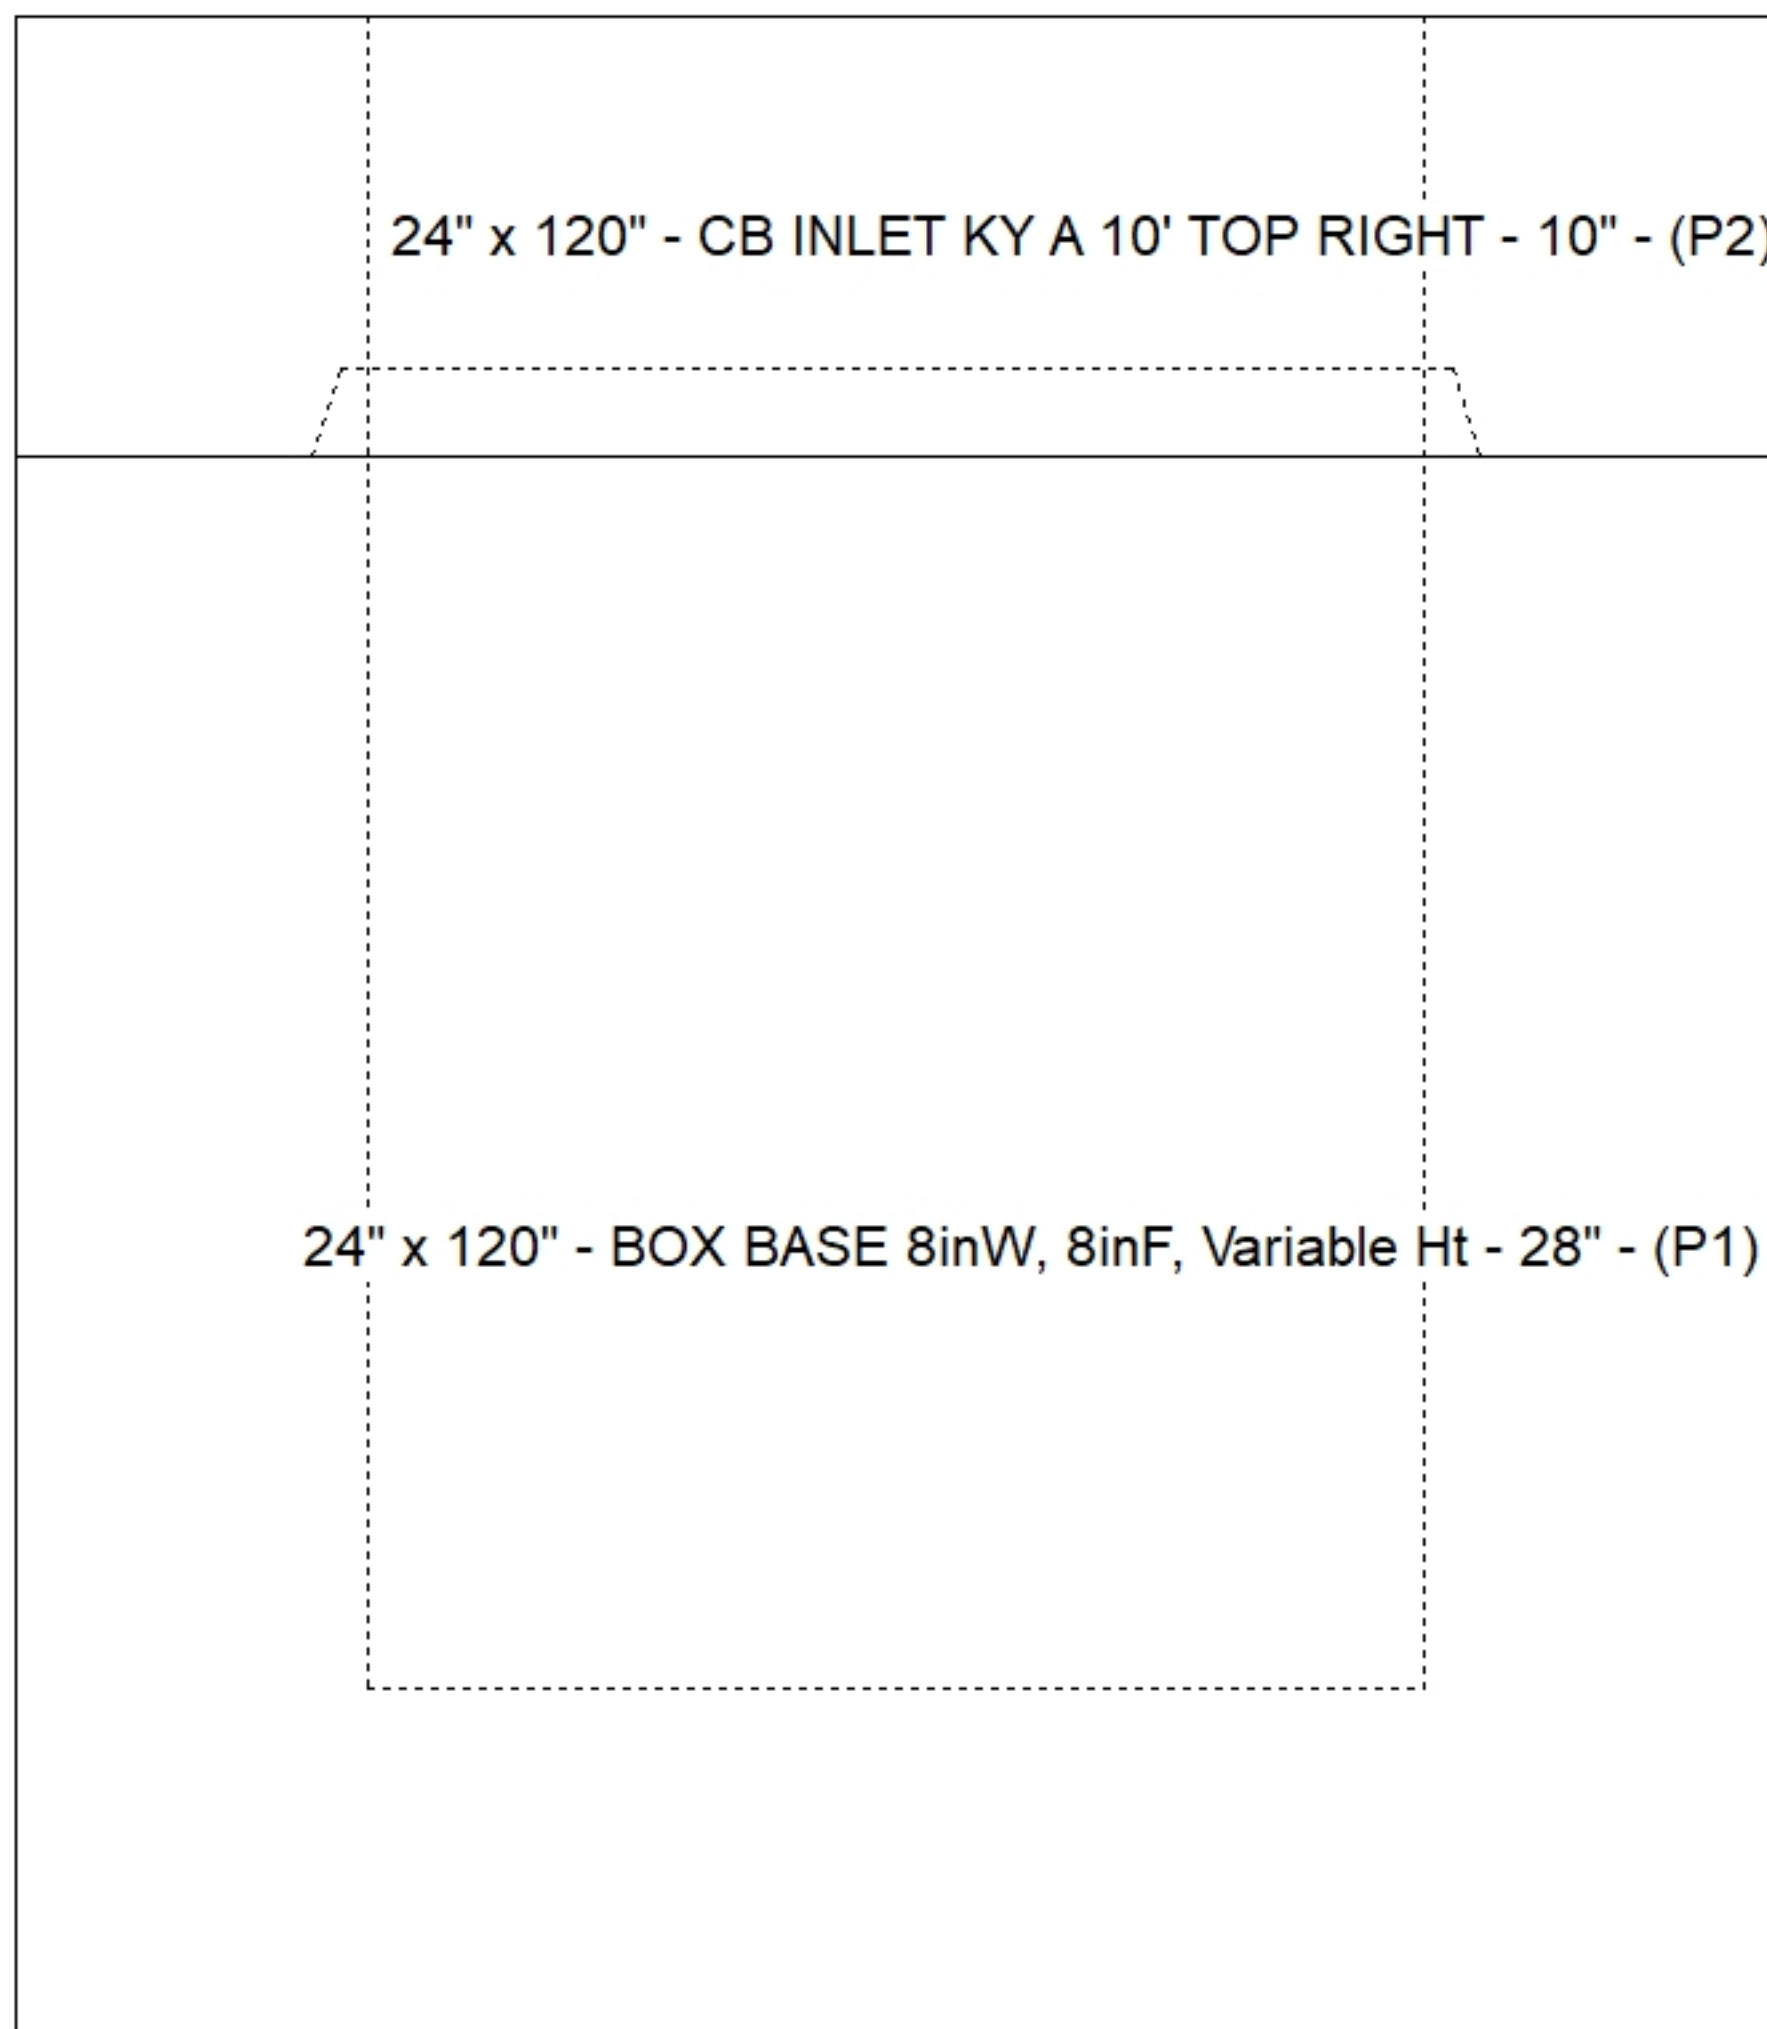 24" x 120" - CB INLET KY A 10' TOP RIGHT - 10" - (P2)
24" x 120" - BOX BASE 8inW, 8inF, Variable Ht - 28" - (P1)